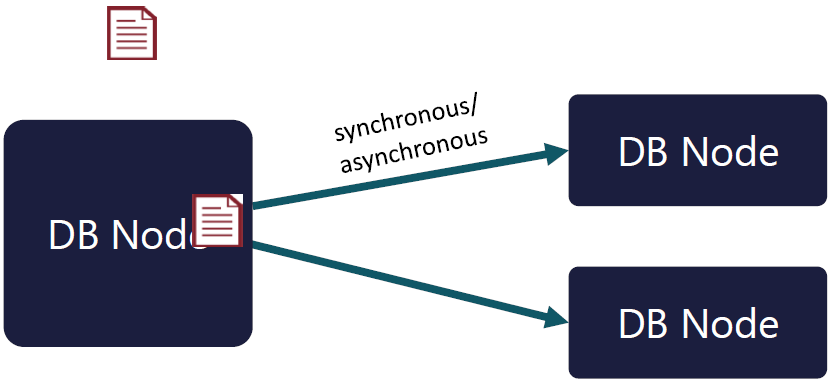 synchronous/
asynchronous
DB Node
DB Node
DB Node